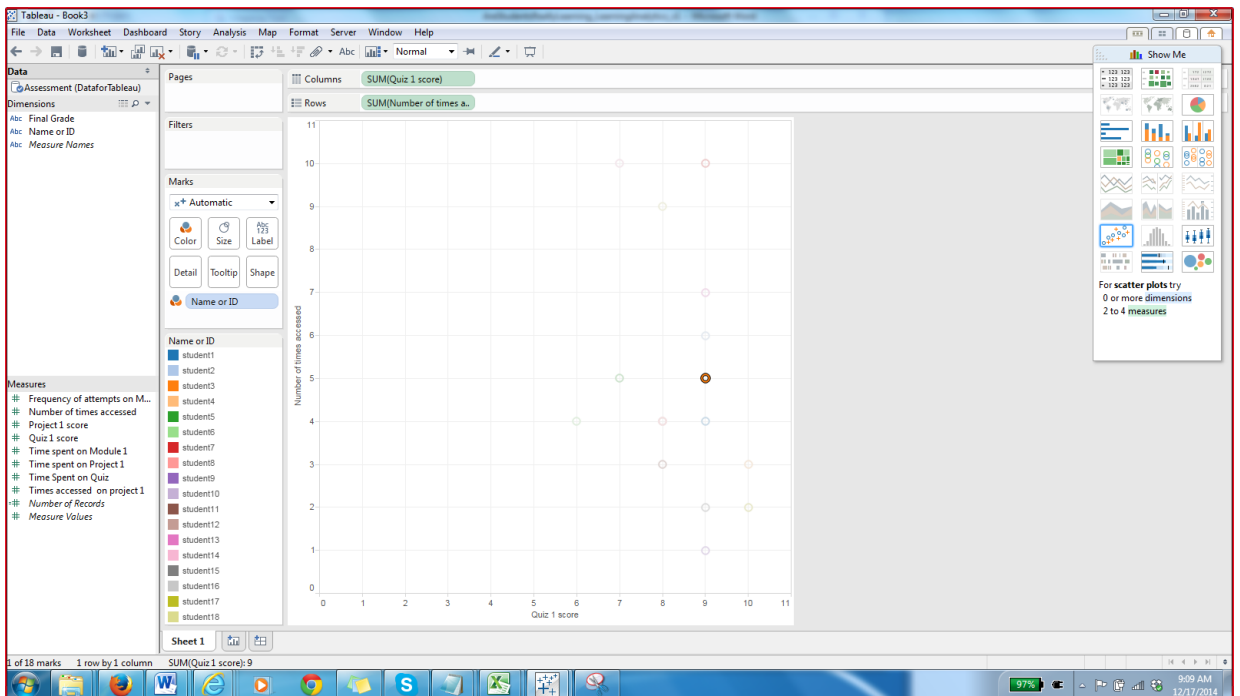 Tableau - Book3
File Data Worksheet Dashboard Story Analysis Map Format Server Window Help
Abc Normal
Data
Assessment (DataforTableau)
Dimensions
Abc Final Grade
Abc Name or ID
Abc Measure Names
Measures
# Frequency of attempts on M...
# Number of times accessed
# Project 1 score
# Quiz 1 score
# Time spent on Module 1
# Time spent on Project 1
# Time Spent on Quiz
# Times accessed on project 1
# Number of Records
# Measure Values
Pages
Filters
Marks
Automatic
Color Size Abc 123 Label
Detail Tooltip Shape
Name or ID
Name or ID
student1
student2
student3
student4
student5
student6
student7
student8
student9
student10
student11
student12
student13
student14
student15
student16
student17
student18
Columns SUM(Quiz 1 score)
Rows SUM(Number of times a..
11
10
9
8
7
6
5
4
3
2
1
0
Number of times accessed
0 1 2 3 4 5 6 7 8 9 10 11
Quiz 1 score
Show Me
For scatter plots try
0 or more dimensions
2 to 4 measures
Sheet 1
1 of 18 marks 1 row by 1 column SUM(Quiz 1 score): 9
97%
9:09 AM
12/17/2014